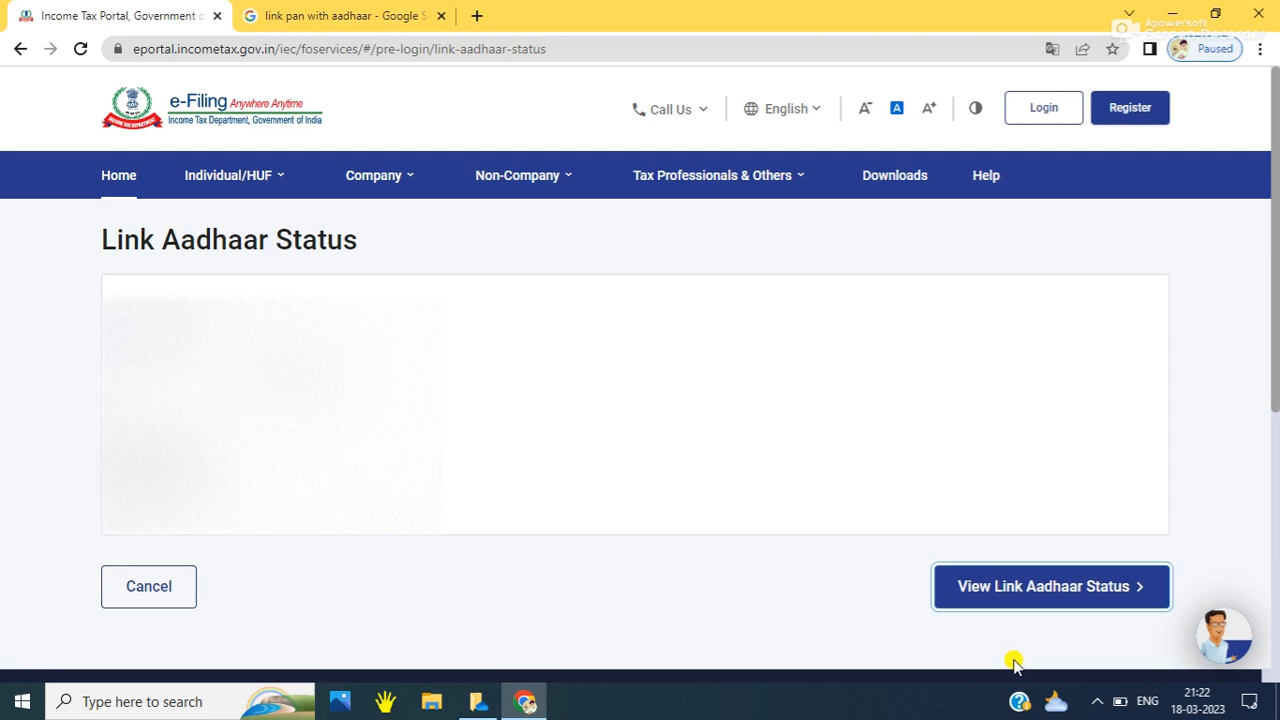 Income Tax Portal, Government o
link pan with aadhaar - Google S
Apowersoft
eportal.incometax.gov.in/iec/foservices/#/pre-login/link-aadhaar-status
Paused
e-Filing Anywhere Anytime
Income Tax Department, Government of India
Call Us
English
A-
A
A+
Login
Register
Home
Individual/HUF
Company
Non-Company
Tax Professionals & Others
Downloads
Help
Link Aadhaar Status
Cancel
View Link Aadhaar Status >
Type here to search
ENG
21:22
18-03-2023